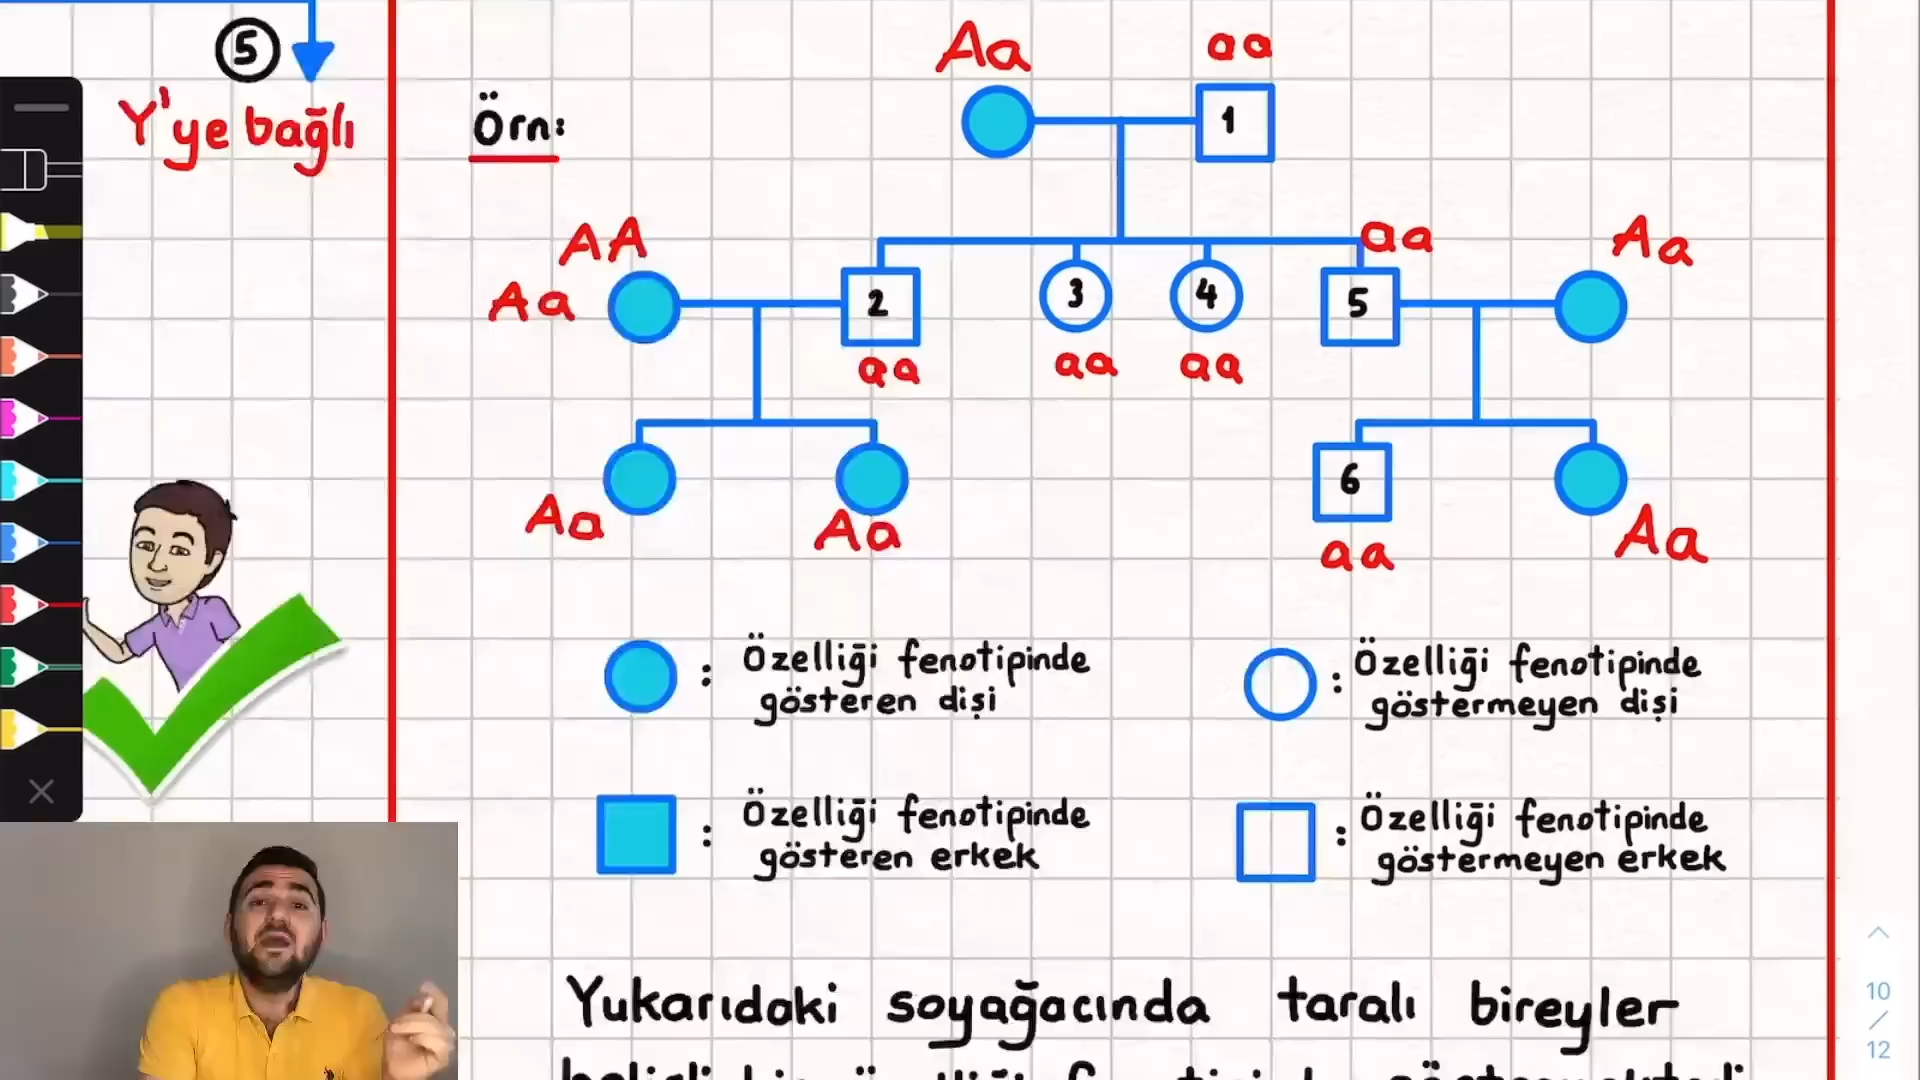 5
Y'ye bağlı
Örn:
Aa
aa
1
AA
Aa
2
aa
3
aa
4
aa
5
aa
Aa
Aa
Aa
6
aa
Aa
: Özelliği fenotipinde
gösteren dişi
: Özelliği fenotipinde
göstermeyen dişi
: Özelliği fenotipinde
gösteren erkek
: Özelliği fenotipinde
göstermeyen erkek
Yukarıdaki soyağacında taralı bireyler
10
/
12